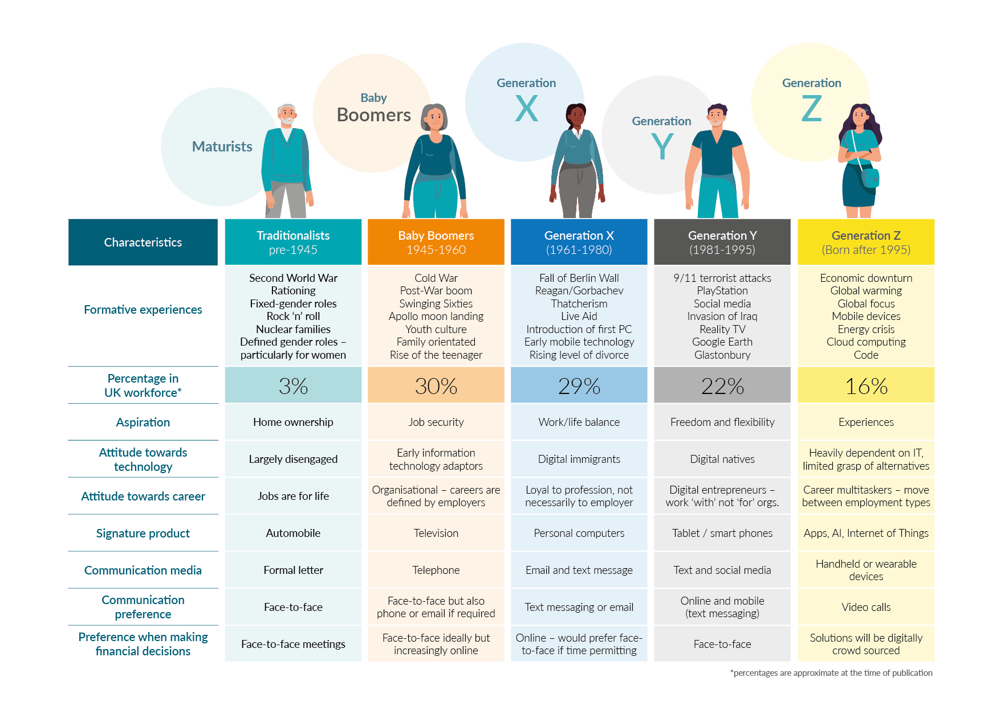 Maturists
Baby
Boomers
Generation
X
Generation
Y
Generation
Z
Characteristics
Traditionalists
pre-1945
Baby Boomers
1945-1960
Generation X
(1961-1980)
Generation Y
(1981-1995)
Generation Z
(Born after 1995)
Formative experiences
Second World War
Rationing
Fixed-gender roles
Rock ‘n’ roll
Nuclear families
Defined gender roles –
particularly for women
Cold War
Post-War boom
Swinging Sixties
Apollo moon landing
Youth culture
Family orientated
Rise of the teenager
Fall of Berlin Wall
Reagan/Gorbachev
Thatcherism
Live Aid
Introduction of first PC
Early mobile technology
Rising level of divorce
9/11 terrorist attacks
PlayStation
Social media
Invasion of Iraq
Reality TV
Google Earth
Glastonbury
Economic downturn
Global warming
Global focus
Mobile devices
Energy crisis
Cloud computing
Code
Percentage in
UK workforce*
3%
30%
29%
22%
16%
Aspiration
Home ownership
Job security
Work/life balance
Freedom and flexibility
Experiences
Attitude towards
technology
Largely disengaged
Early information
technology adaptors
Digital immigrants
Digital natives
Heavily dependent on IT,
limited grasp of alternatives
Attitude towards career
Jobs are for life
Organisational – careers are
defined by employers
Loyal to profession, not
necessarily to employer
Digital entrepreneurs –
work ‘with’ not ‘for’ orgs.
Career multitaskers – move
between employment types
Signature product
Automobile
Television
Personal computers
Tablet / smart phones
Apps, AI, Internet of Things
Communication media
Formal letter
Telephone
Email and text message
Text and social media
Handheld or wearable
devices
Communication
preference
Face-to-face
Face-to-face but also
phone or email if required
Text messaging or email
Online and mobile
(text messaging)
Video calls
Preference when making
financial decisions
Face-to-face meetings
Face-to-face ideally but
increasingly online
Online – would prefer face-
to-face if time permitting
Face-to-face
Solutions will be digitally
crowd sourced
*percentages are approximate at the time of publication